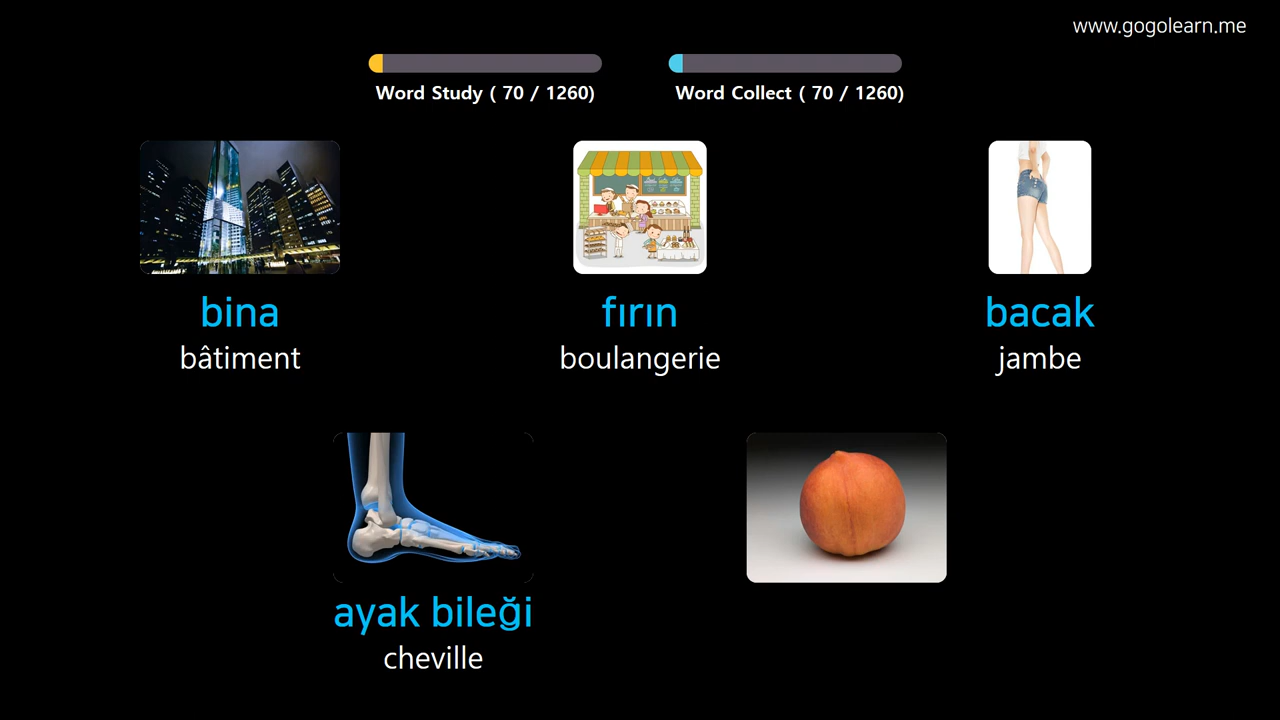 www.gogolearn.me
Word Study ( 70 / 1260)
Word Collect ( 70 / 1260)
bina
bâtiment
fırın
boulangerie
bacak
jambe
ayak bileği
cheville